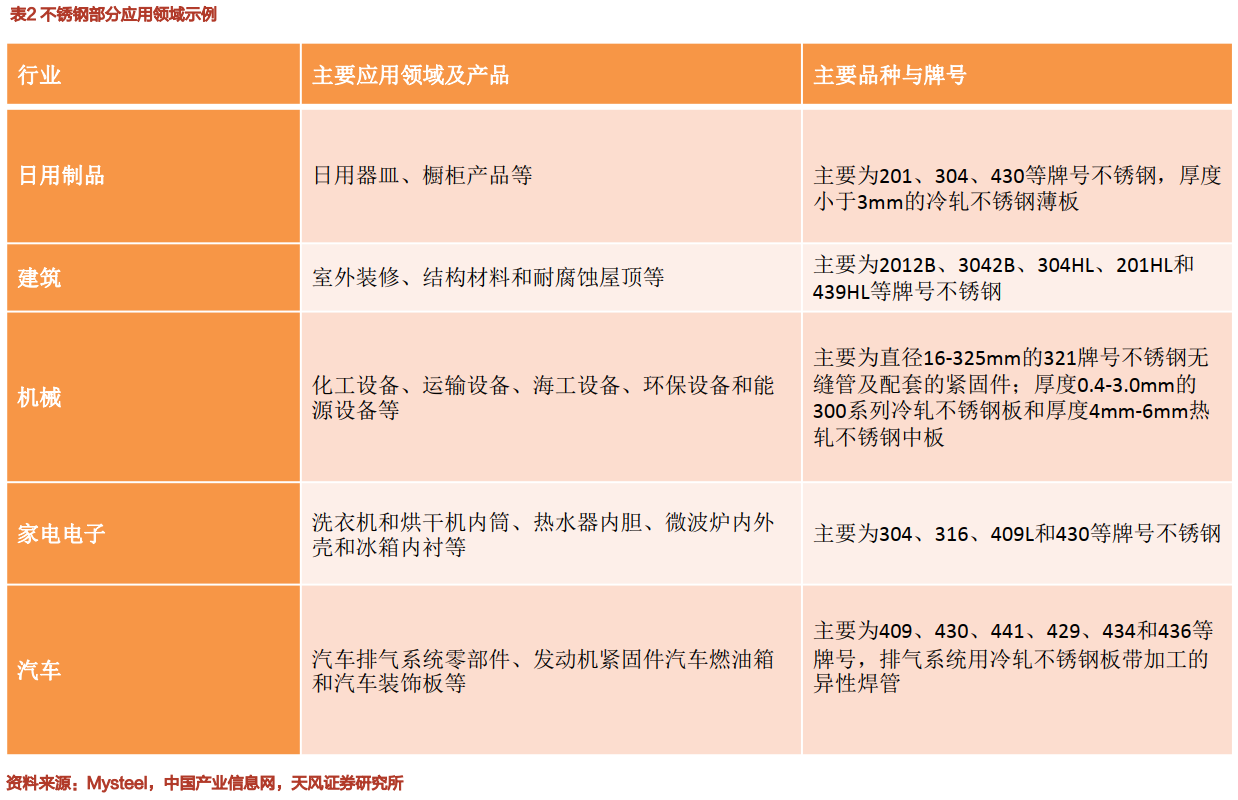 表2 不锈钢部分应用领域示例
行业
主要应用领域及产品
主要品种与牌号
日用制品
日用器皿、橱柜产品等
主要为201、304、430等牌号不锈钢，厚度
小于3mm的冷轧不锈钢薄板
建筑
室外装修、结构材料和耐腐蚀屋顶等
主要为2012B、3042B、304HL、201HL和
439HL等牌号不锈钢
机械
化工设备、运输设备、海工设备、环保设备和能
源设备等
主要为直径16-325mm的321牌号不锈钢无
缝管及配套的紧固件；厚度0.4-3.0mm的
300系列冷轧不锈钢板和厚度4mm-6mm热
轧不锈钢中板
家电电子
洗衣机和烘干机内筒、热水器内胆、微波炉内外
壳和冰箱内衬等
主要为304、316、409L和430等牌号不锈钢
汽车
汽车排气系统零部件、发动机紧固件汽车燃油箱
和汽车装饰板等
主要为409、430、441、429、434和436等
牌号，排气系统用冷轧不锈钢板带加工的
异性焊管
资料来源：Mysteel，中国产业信息网，天风证券研究所